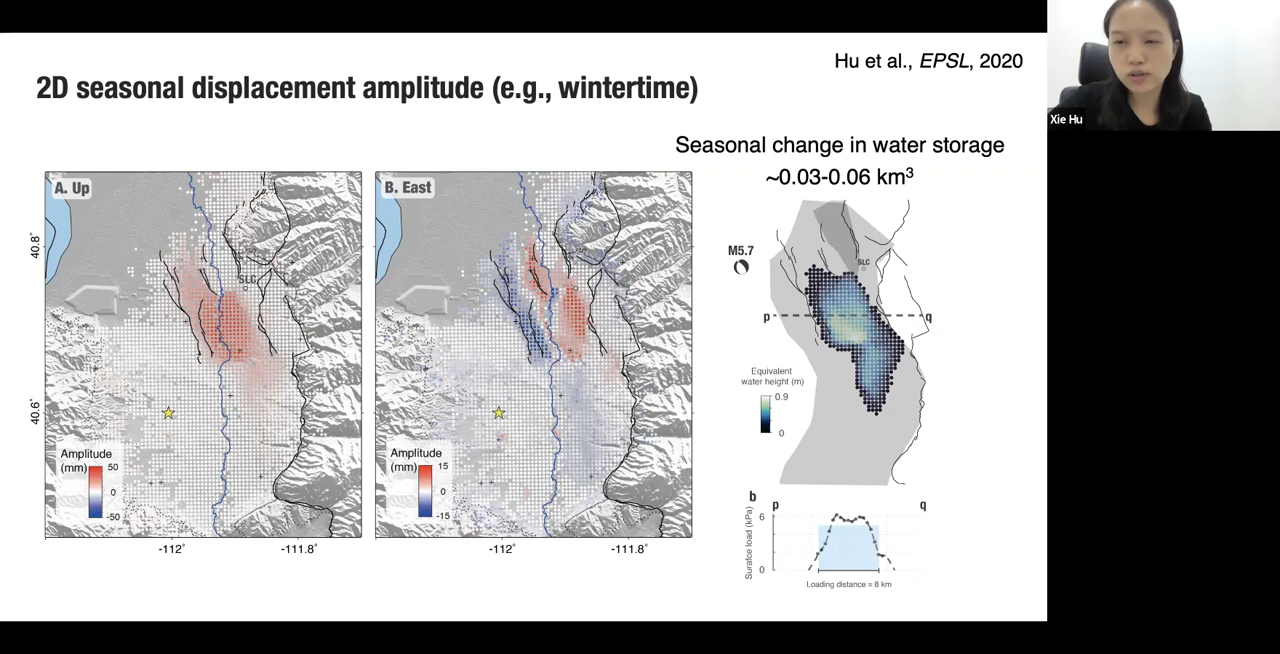 Hu et al., EPSL, 2020
2D seasonal displacement amplitude (e.g., wintertime)
Xie Hu
Seasonal change in water storage
~0.03-0.06 km³
A. Up
B. East
40.8°
40.6°
SLC
Amplitude
(mm)
50
0
-50
-112°
-111.8°
Amplitude
(mm)
15
0
-15
-112°
-111.8°
M5.7
SLC
p
q
Equivalent
water height (m)
0.9
0
b
p
q
Surafce load (kPa)
6
0
Loading distance = 8 km